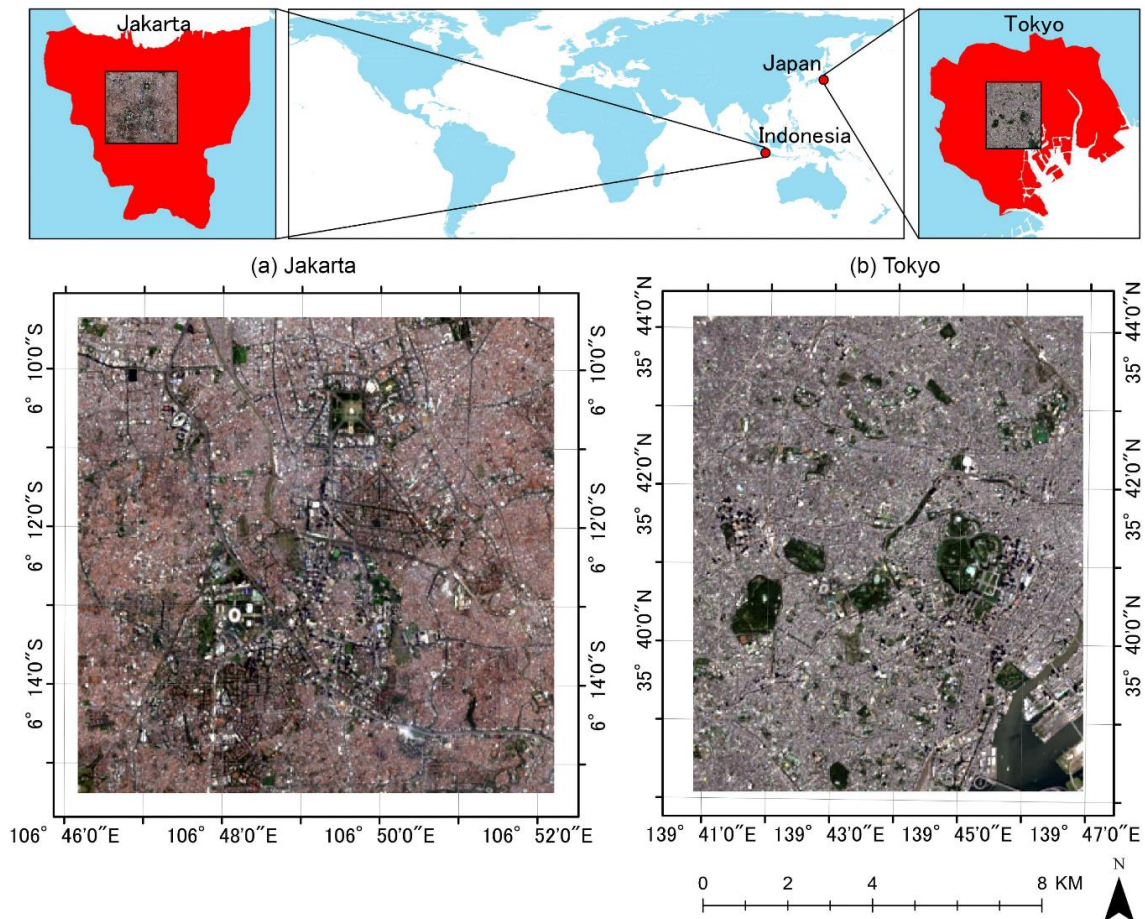 Jakarta
Japan
Indonesia
Tokyo
(a) Jakarta
(b) Tokyo
6° 10'0"S
6° 12'0"S
6° 14'0"S
6° 10'0"S
6° 12'0"S
6° 14'0"S
106° 46'0"E
106° 48'0"E
106° 50'0"E
106° 52'0"E
35° 44'0"N
35° 42'0"N
35° 40'0"N
35° 44'0"N
35° 42'0"N
35° 40'0"N
139° 41'0"E
139° 43'0"E
139° 45'0"E
139° 47'0"E
0 2 4 8 KM
N